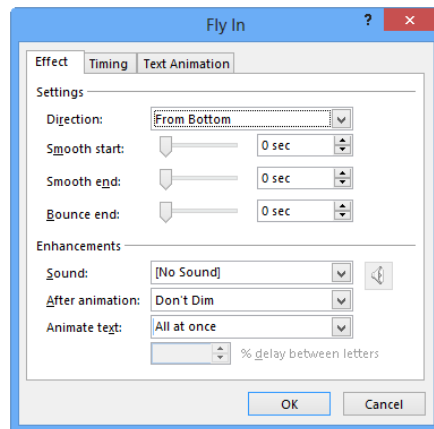 Fly In ?
Effect Timing Text Animation
Settings
Direction: From Bottom
Smooth start: 0 sec
Smooth end: 0 sec
Bounce end: 0 sec
Enhancements
Sound: [No Sound]
After animation: Don't Dim
Animate text: All at once
% delay between letters
OK Cancel